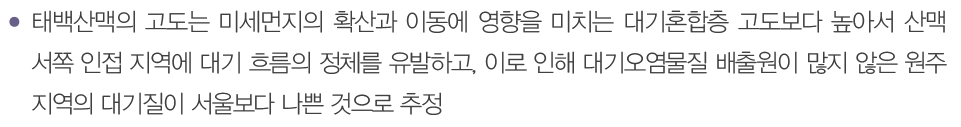 • 태백산맥의 고도는 미세먼지의 확산과 이동에 영향을 미치는 대기혼합층 고도보다 높아서 산맥
서쪽 인접 지역에 대기 흐름의 정체를 유발하고, 이로 인해 대기오염물질 배출원이 많지 않은 원주
지역의 대기질이 서울보다 나쁜 것으로 추정